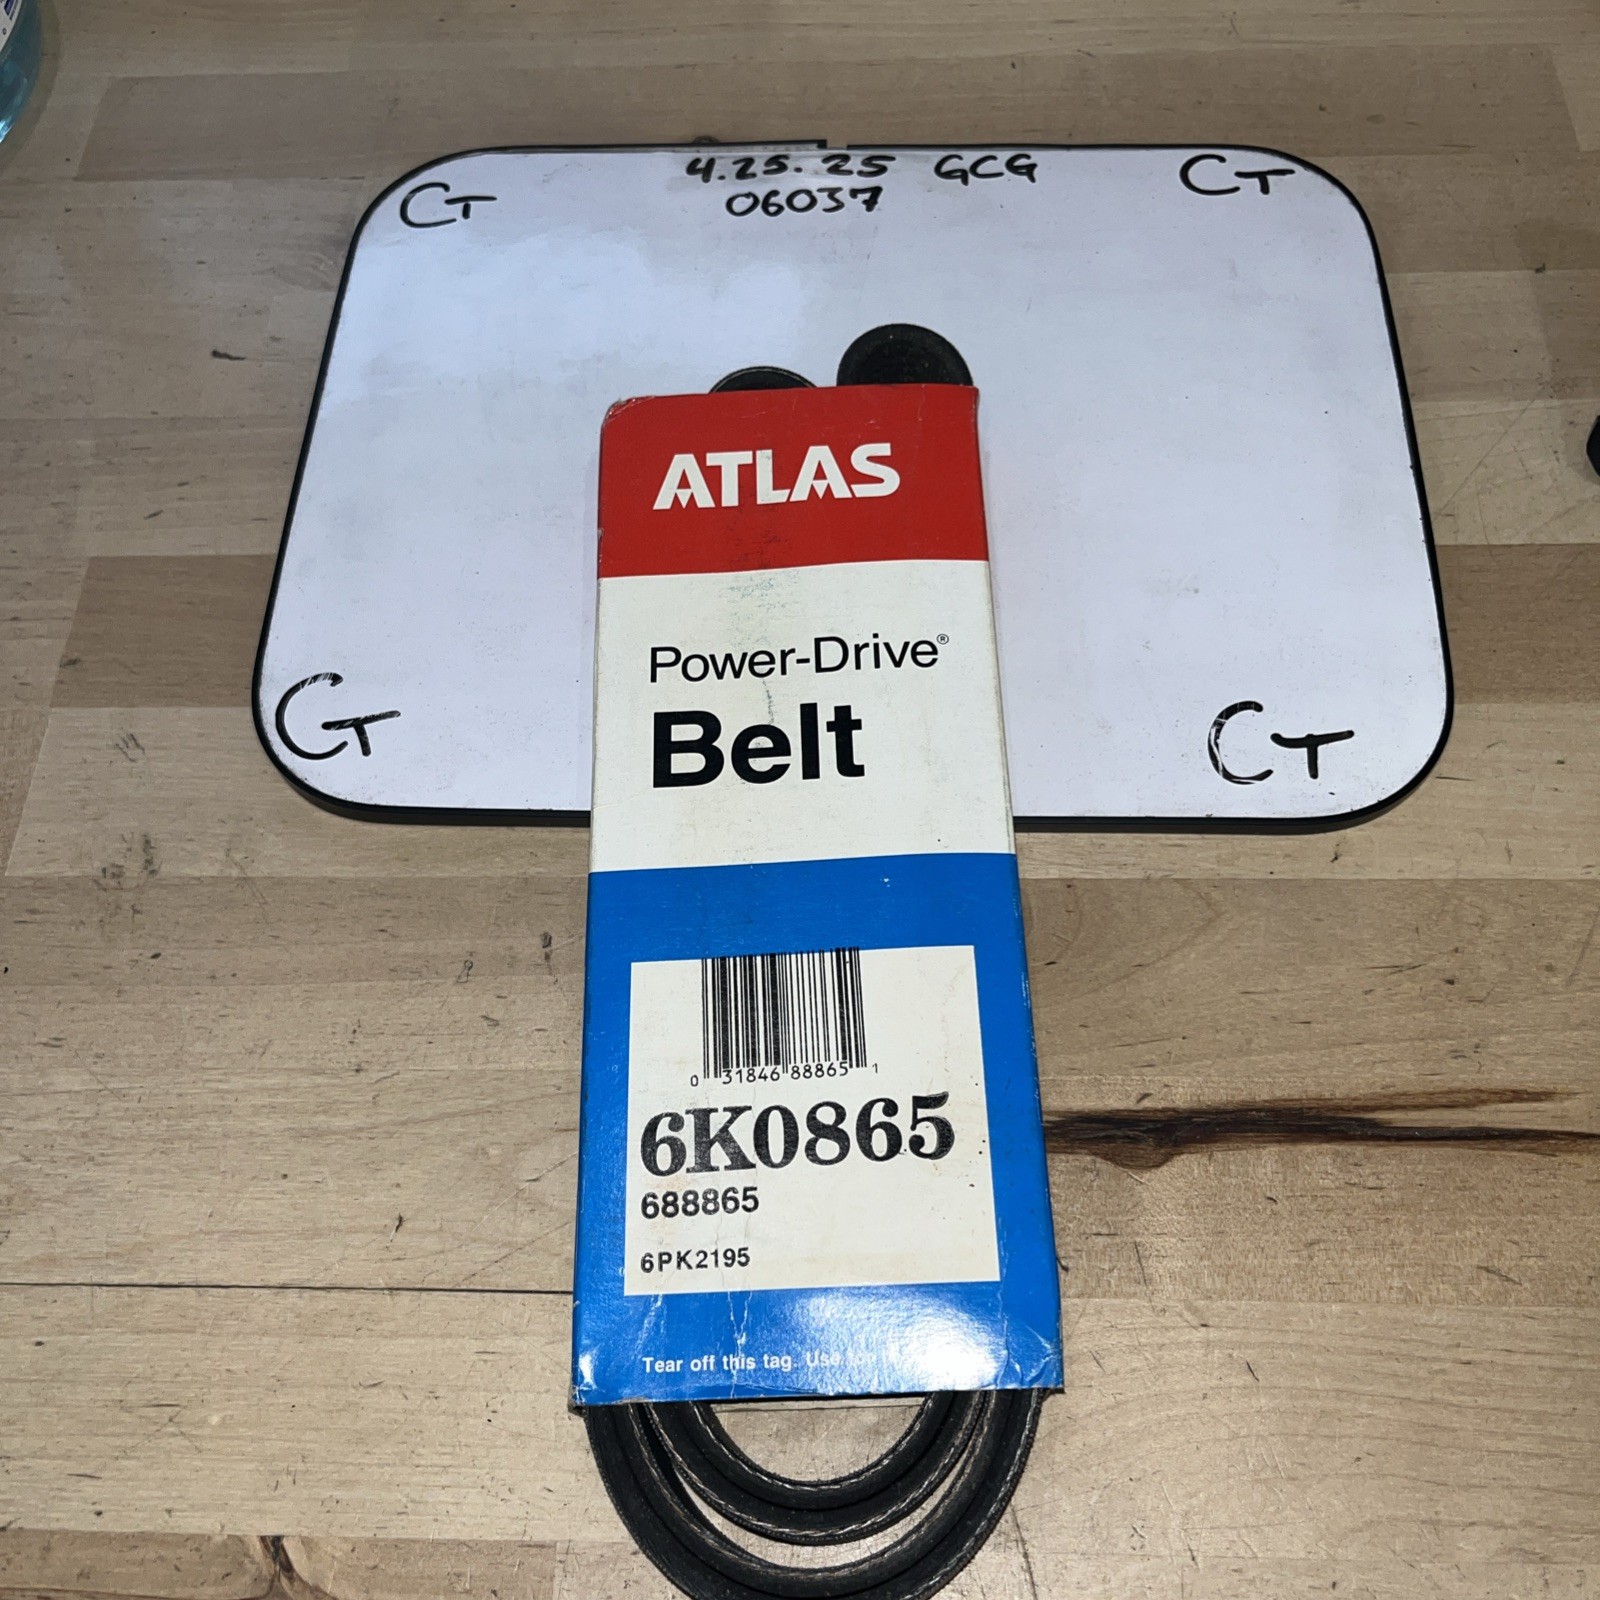 4.25.25 GCG
06037
CT
CT
ATLAS
Power-Drive®
Belt
CT
CT
0 31846 88865 1
6K0865
688865
6PK2195
Tear off this tag. Use